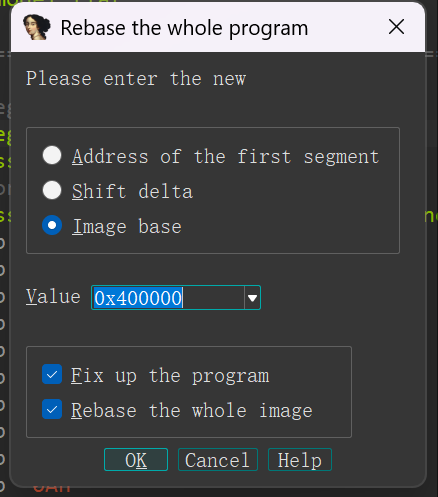 Rebase the whole program
Please enter the new
Address of the first segment
Shift delta
Image base
Value 0x400000
Fix up the program
Rebase the whole image
OK Cancel Help